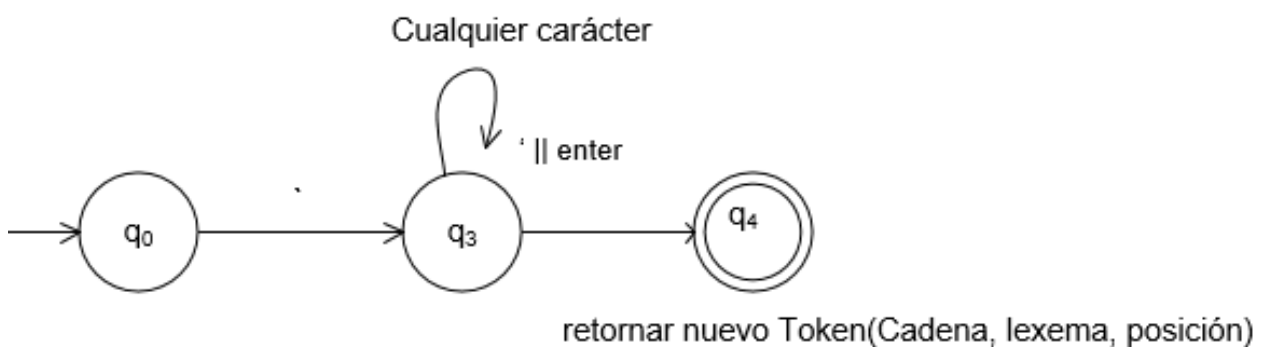 Cualquier carácter
‘ || enter
`
q0
q3
q4
retornar nuevo Token(Cadena, lexema, posición)